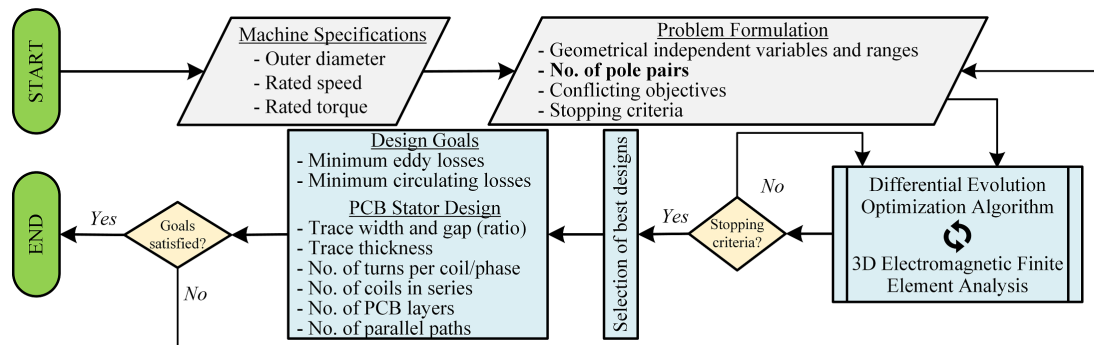 START
Machine Specifications
- Outer diameter
- Rated speed
- Rated torque
Problem Formulation
- Geometrical independent variables and ranges
- No. of pole pairs
- Conflicting objectives
- Stopping criteria
Differential Evolution
Optimization Algorithm
3D Electromagnetic Finite
Element Analysis
Stopping
criteria?
No
Yes
Selection of best designs
Design Goals
- Minimum eddy losses
- Minimum circulating losses
PCB Stator Design
- Trace width and gap (ratio)
- Trace thickness
- No. of turns per coil/phase
- No. of coils in series
- No. of PCB layers
- No. of parallel paths
Goals
satisfied?
Yes
No
END